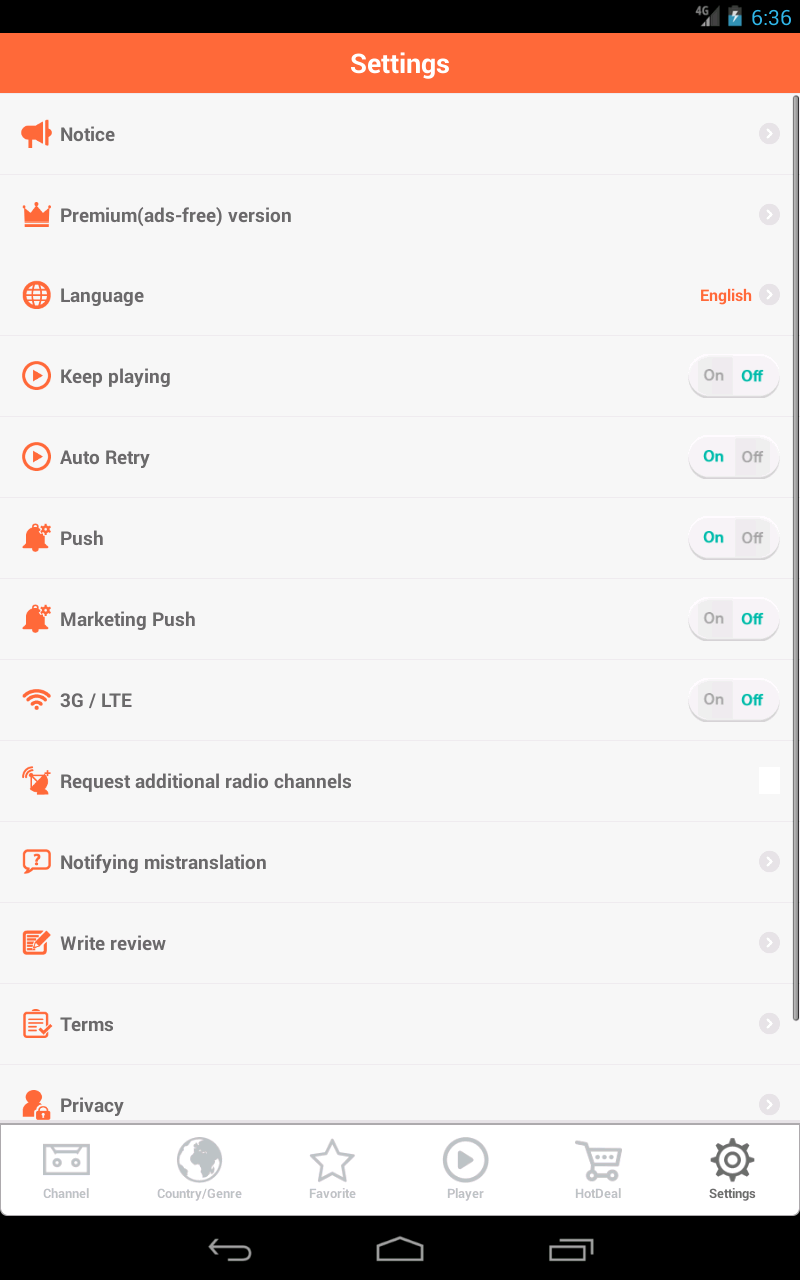 4G 6:36
Settings
Notice
Premium(ads-free) version
Language English
Keep playing On Off
Auto Retry On Off
Push On Off
Marketing Push On Off
3G / LTE On Off
Request additional radio channels
? Notifying mistranslation
Write review
Terms
Privacy
Channel Country/Genre Favorite Player HotDeal Settings